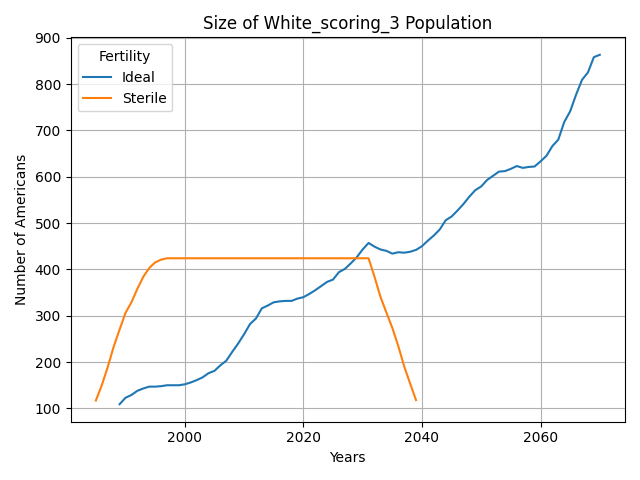 Size of White_scoring_3 Population
Number of Americans
900
800
700
600
500
400
300
200
100
Fertility
Ideal
Sterile
2000
2020
2040
2060
Years